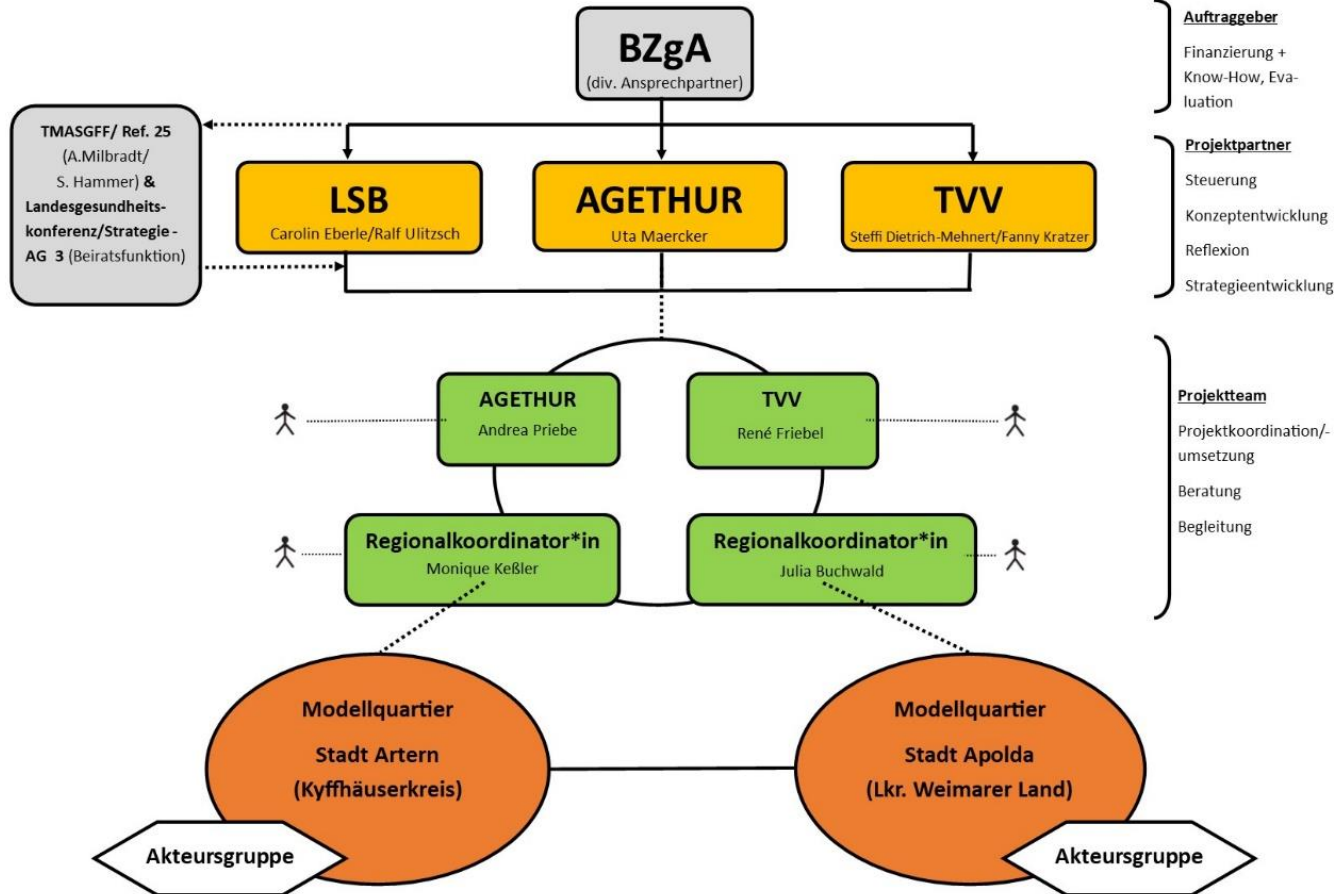 BZgA
(div. Ansprechpartner)
Auftraggeber
Finanzierung +
Know-How, Eva-
luation
TMASGFF/ Ref. 25
(A.Milbradt/
S. Hammer) &
Landesgesundheits-
konferenz/Strategie -
AG 3 (Beiratsfunktion)
LSB
Carolin Eberle/Ralf Ulitzsch
AGETHUR
Uta Maercker
TVV
Steffi Dietrich-Mehnert/Fanny Kratzer
Projektpartner
Steuerung
Konzeptentwicklung
Reflexion
Strategieentwicklung
AGETHUR
Andrea Priebe
TVV
René Friebel
Regionalkoordinator*in
Monique Keßler
Regionalkoordinator*in
Julia Buchwald
Projektteam
Projektkoordination/-
umsetzung
Beratung
Begleitung
Modellquartier
Stadt Artern
(Kyffhäuserkreis)
Akteursgruppe
Modellquartier
Stadt Apolda
(Lkr. Weimarer Land)
Akteursgruppe